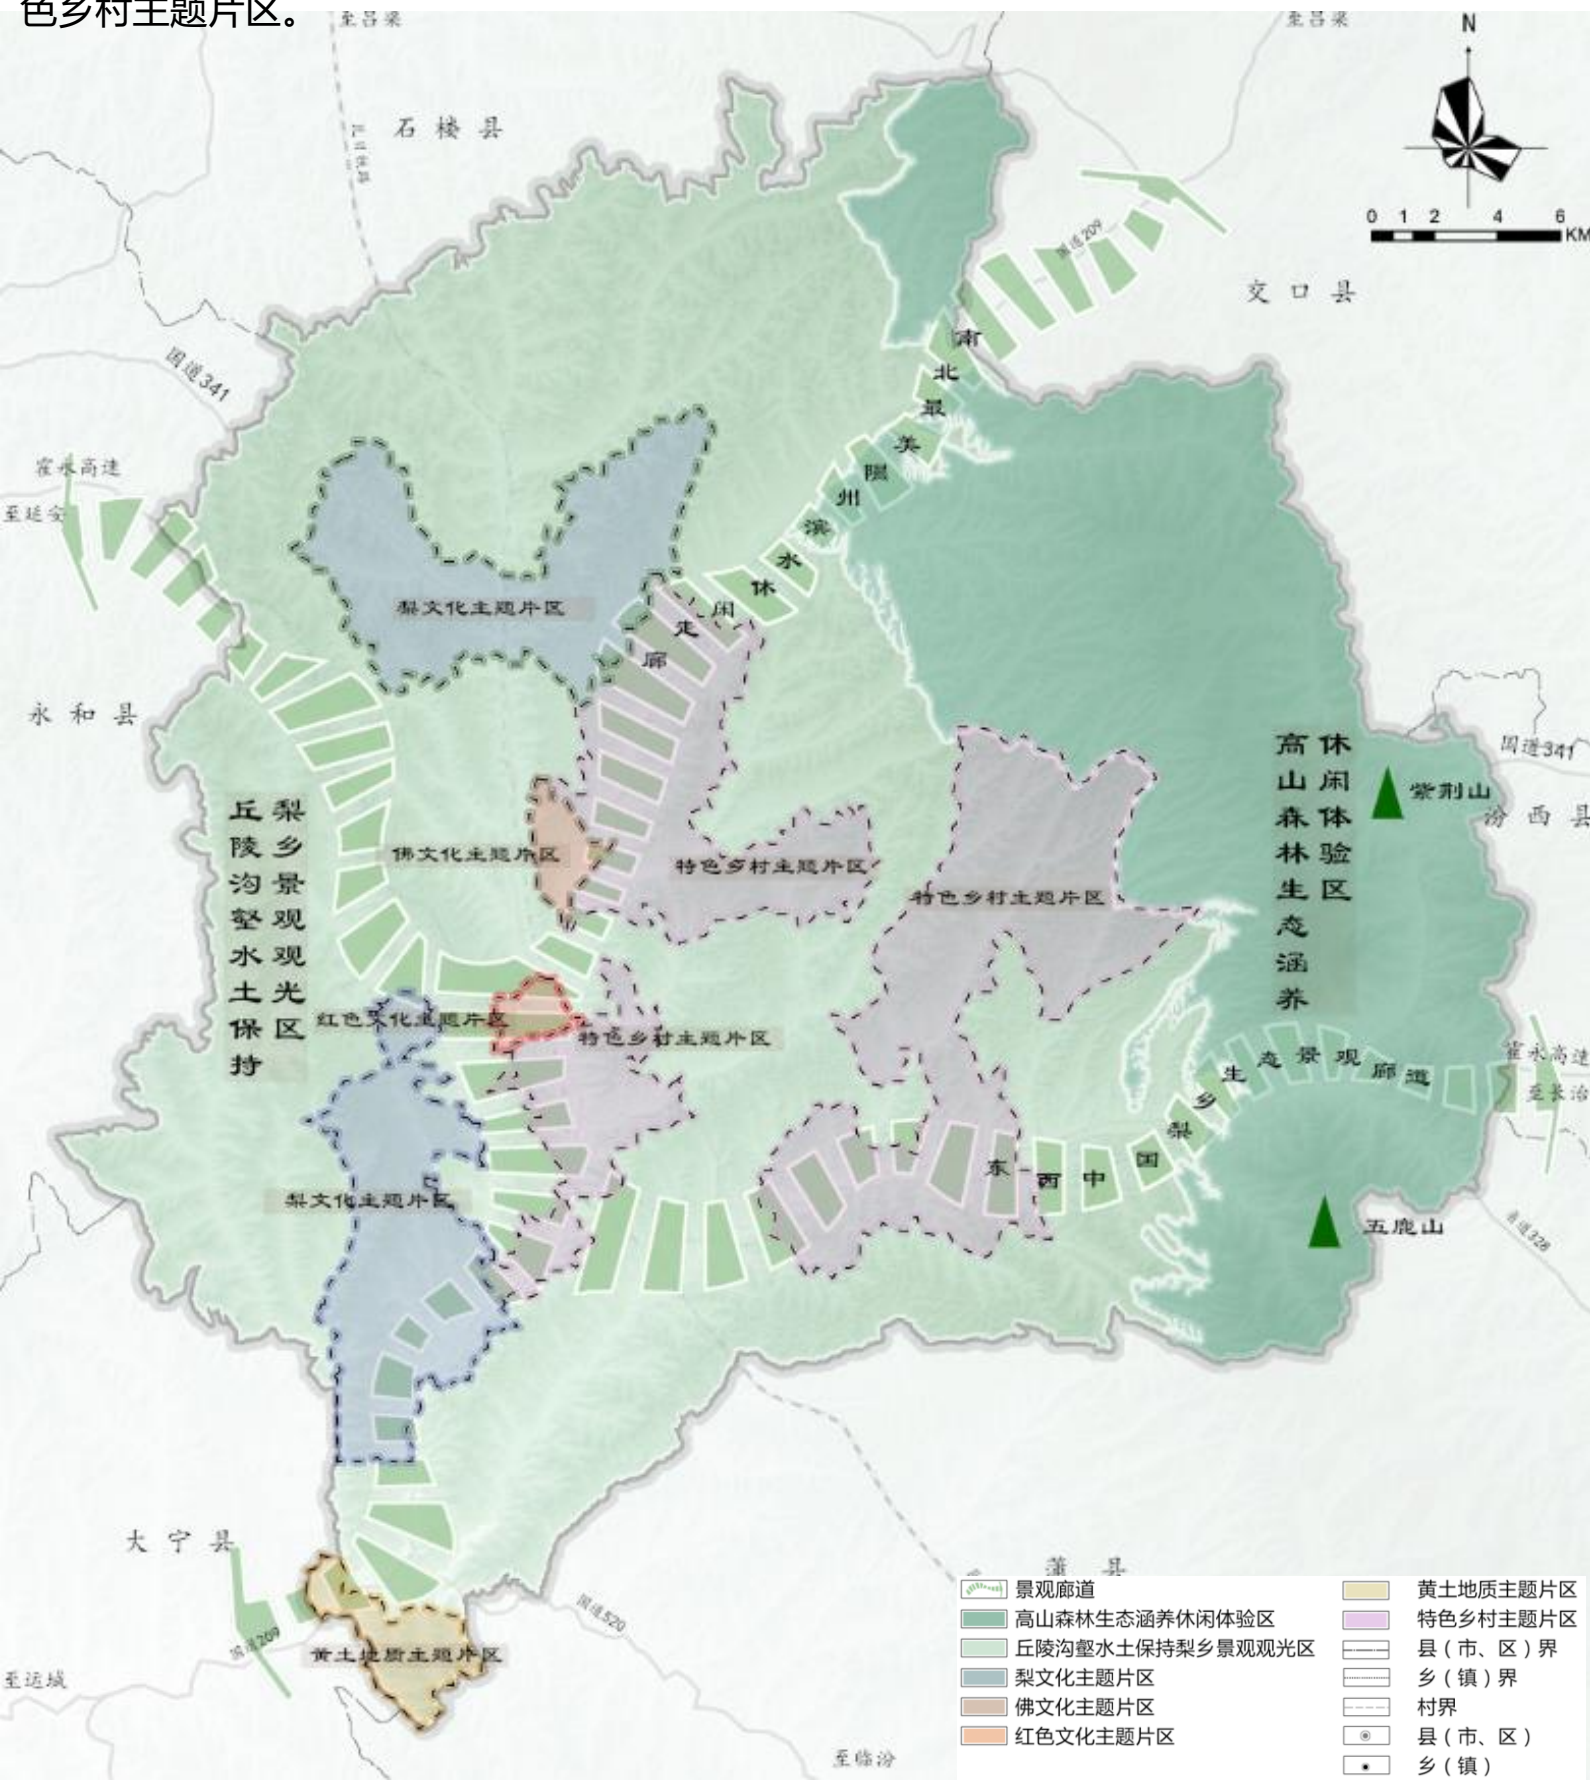 色乡村主题片区。
至吕梁
至吕梁
N
石楼县
0 1 2 4 6
KM
国道209
交口县
国道341
霍永高速
至延安
南北最美隰州滨水休闲走廊
梨文化主题片区
永和县
高山森林生态涵养
休闲体验区
国道341
紫荆山
汾西县
丘陵沟壑水土保持
梨乡景观观光区
佛文化主题片区
特色乡村主题片区
特色乡村主题片区
红色文化主题片区
特色乡村主题片区
东西中国梨乡生态景观廊道
霍永高速
至长治
梨文化主题片区
五鹿山
大宁县
蒲县
国道520
国道209
黄土地质主题片区
至运城
至临汾
景观廊道
高山森林生态涵养休闲体验区
丘陵沟壑水土保持梨乡景观观光区
梨文化主题片区
佛文化主题片区
红色文化主题片区
黄土地质主题片区
特色乡村主题片区
县（市、区）界
乡（镇）界
村界
县（市、区）
乡（镇）